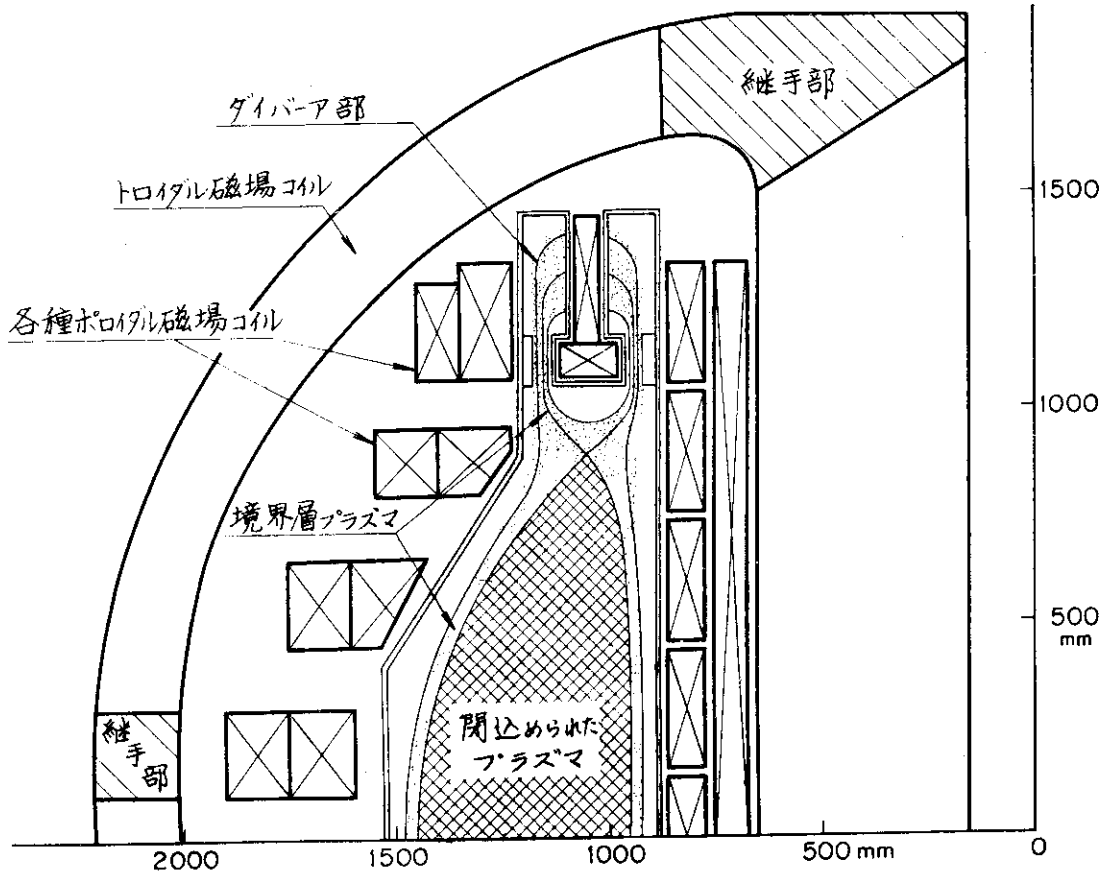 継手部
ダイバーア部
トロイダル磁場コイル
各種ポロイダル磁場コイル
境界層プラズマ
閉込められた
プラズマ
継
手
部
1500
1000
500
mm
2000
1500
1000
500 mm
0